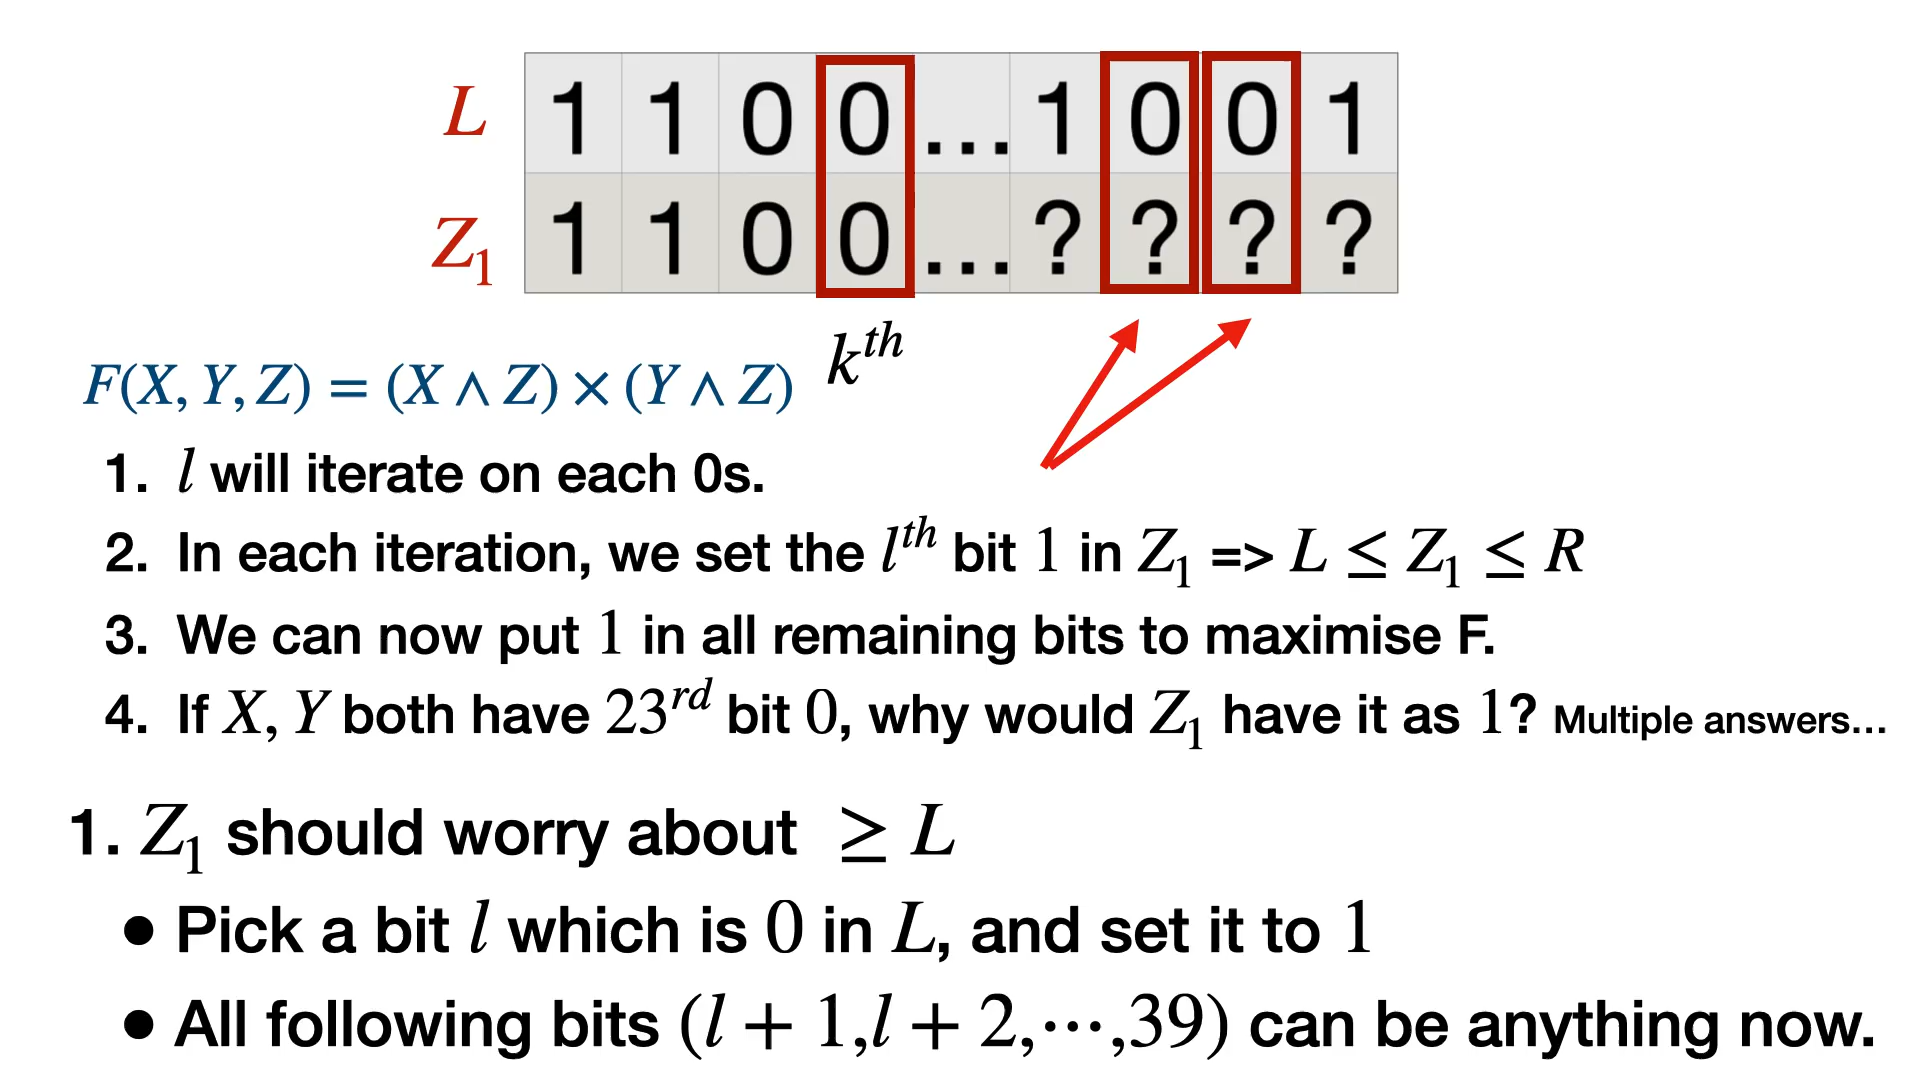 L 1 1 0 0 ... 1 0 0 1
Z₁ 1 1 0 0 ... ? ? ? ?
kᵗʰ
F(X, Y, Z) = (X ∧ Z) × (Y ∧ Z)
1. l will iterate on each 0s.
2. In each iteration, we set the lᵗʰ bit 1 in Z₁ => L ≤ Z₁ ≤ R
3. We can now put 1 in all remaining bits to maximise F.
4. If X, Y both have 23ʳᵈ bit 0, why would Z₁ have it as 1? Multiple answers...
1. Z₁ should worry about ≥ L
• Pick a bit l which is 0 in L, and set it to 1
• All following bits (l + 1,l + 2,⋯,39) can be anything now.